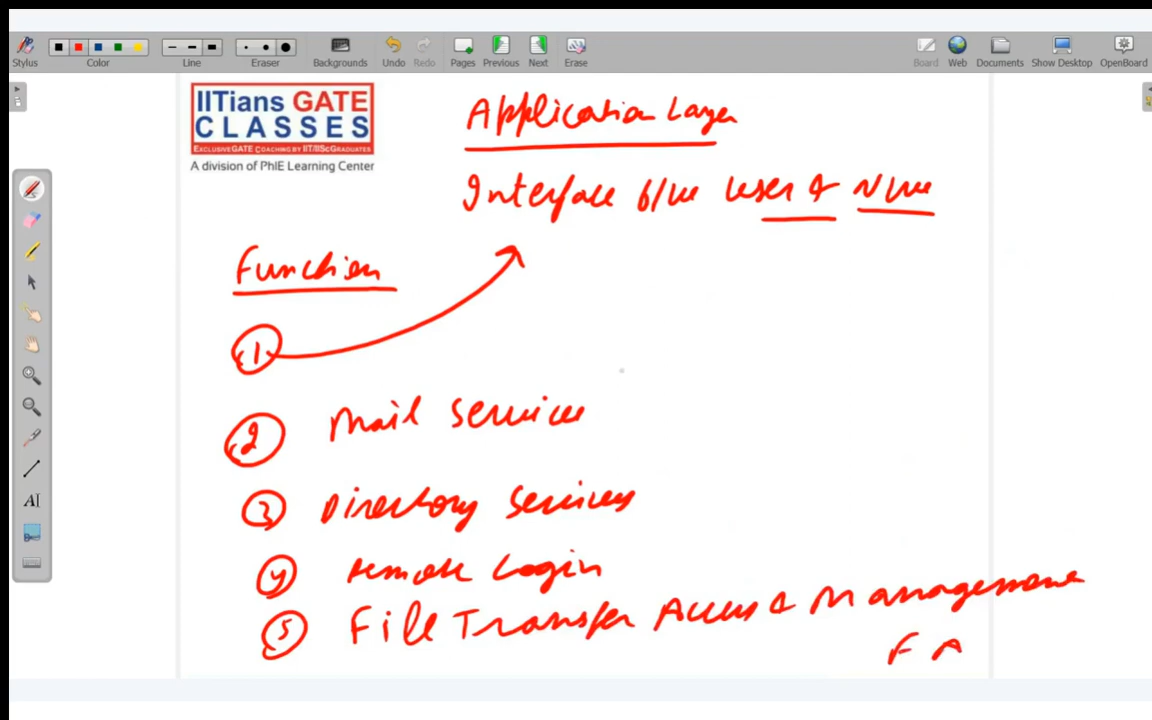 Stylus
Color
Line
Eraser
Backgrounds
Undo
Redo
Pages
Previous
Next
Erase
Board
Web
Documents
Show Desktop
OpenBoard
IITians GATE
CLASSES
EXCLUSIVE GATE COACHING BY IIT/IISc GRADUATES
A division of PhIE Learning Center
Application Layer
Interface b/w user & N/w
Function
1
2 Mail Services
3 Directory Services
4 Remote Login
5 File Transfer Access & Management
F A
AI